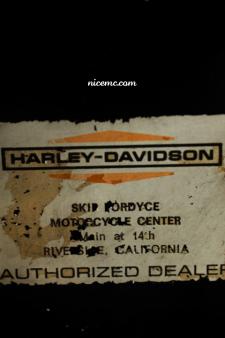 nicemc.com
HARLEY-DAVIDSON
SKIP FORDYCE
MOTORCYCLE CENTER
Main at 14th
RIVERSIDE, CALIFORNIA
AUTHORIZED DEALER